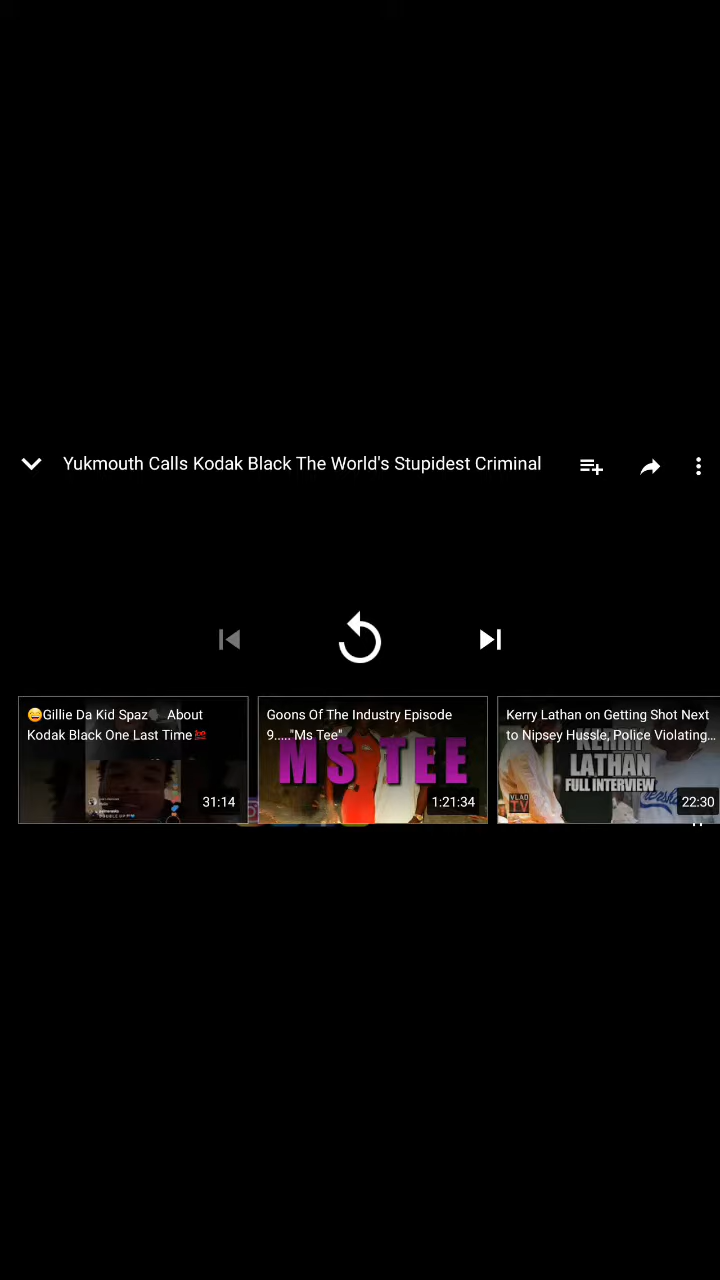 Yukmouth Calls Kodak Black The World's Stupidest Criminal
😅Gillie Da Kid Spaz🗣 About
Kodak Black One Last Time💯
31:14
Goons Of The Industry Episode
9....."Ms Tee"
MS TEE
1:21:34
Kerry Lathan on Getting Shot Next
to Nipsey Hussle, Police Violating...
KERRY
LATHAN
FULL INTERVIEW
VLAD
TV
22:30